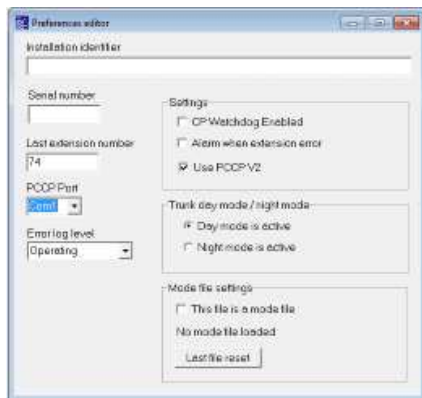 Preferences editor
Installation identifier
Serial number
Last extension number
74
PCCP Port
Com1
Error log level
Operating
Settings
CP Watchdog Enabled
Alarm when extension error
Use PCCP V2
Trunk day mode / night mode
Day mode is active
Night mode is active
Mode file settings
This file is a mode file
No mode file loaded
Last file reset